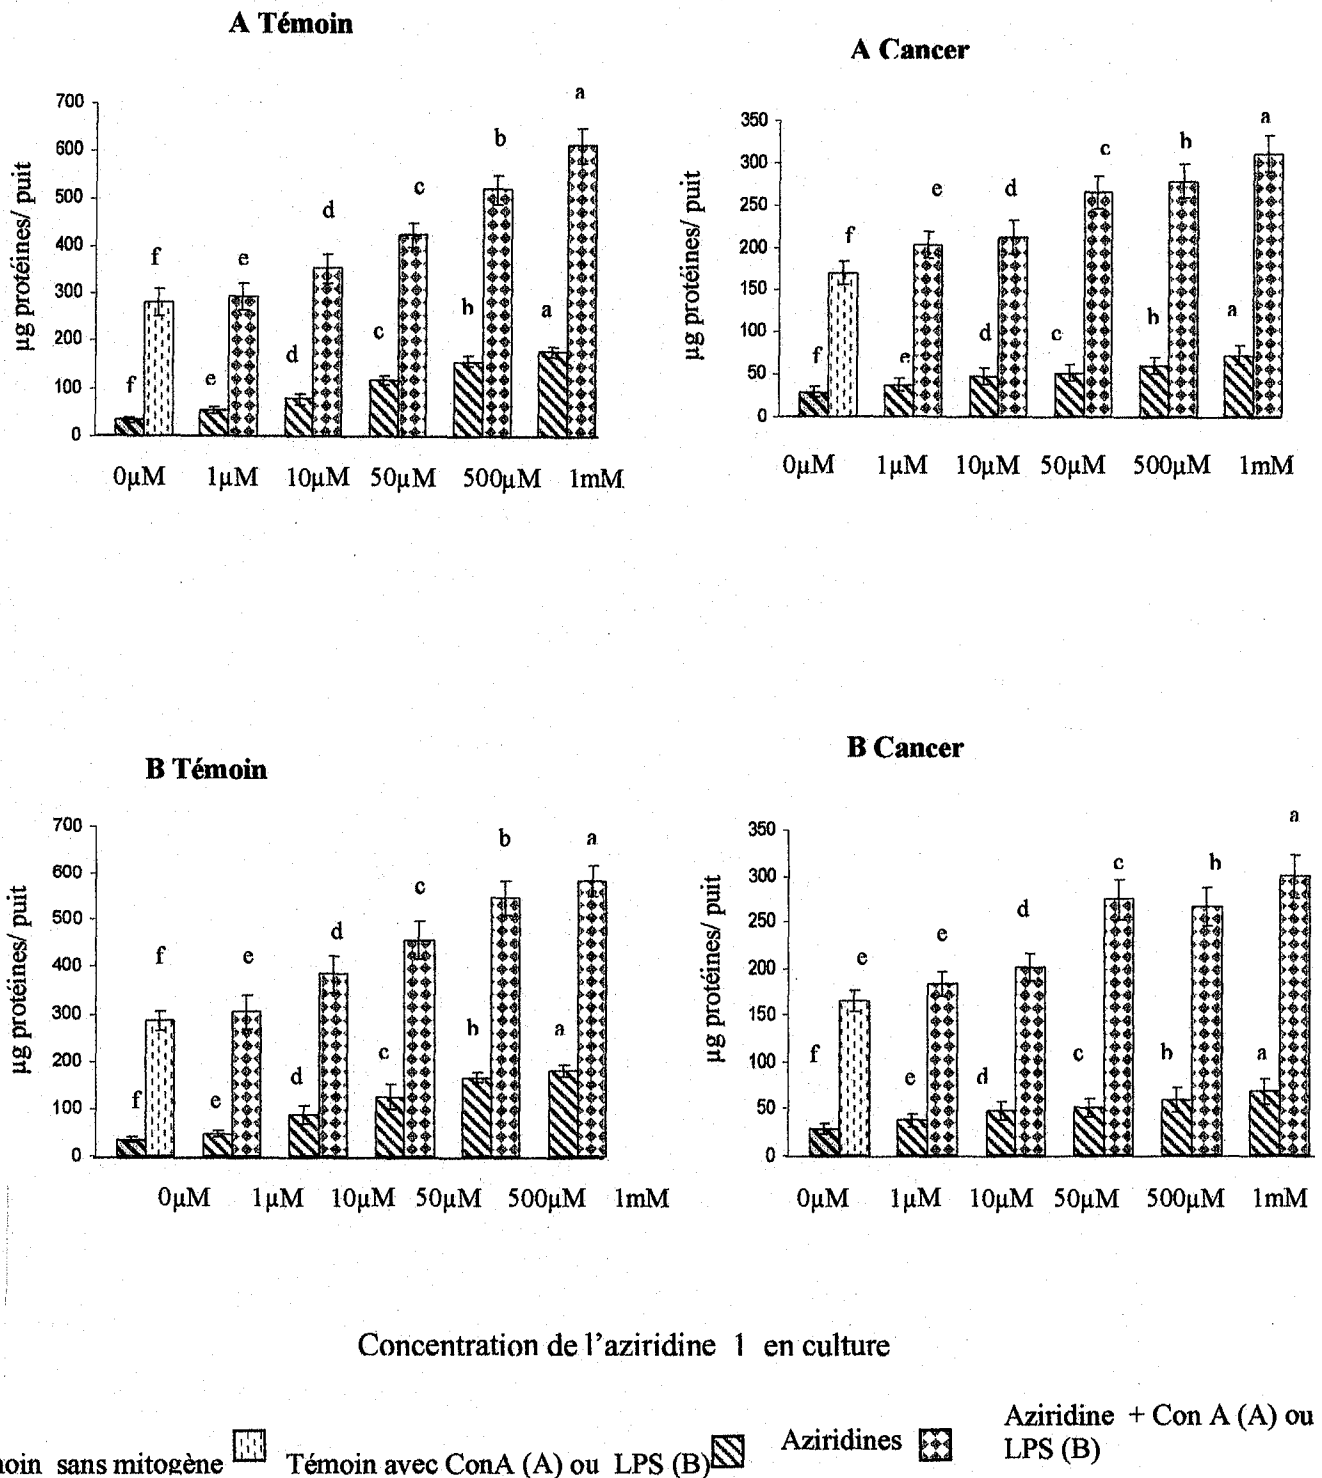 A Témoin
A Cancer
µg protéines/ puit
700
600
500
400
300
200
100
0
f f e e d d c c b b a a
0µM 1µM 10µM 50µM 500µM 1mM
µg protéines/ puit
350
300
250
200
150
100
50
0
f f e e d d c c b b a a
0µM 1µM 10µM 50µM 500µM 1mM
B Témoin
B Cancer
µg protéines/ puit
700
600
500
400
300
200
100
0
f f e e d d c c b b a a
0µM 1µM 10µM 50µM 500µM 1mM
µg protéines/ puit
350
300
250
200
150
100
50
0
f e e e d d c c b b a a
0µM 1µM 10µM 50µM 500µM 1mM
Concentration de l'aziridine 1 en culture
sans mitogène Témoin avec ConA (A) ou LPS (B) Aziridines Aziridine + Con A (A) ou
LPS (B)